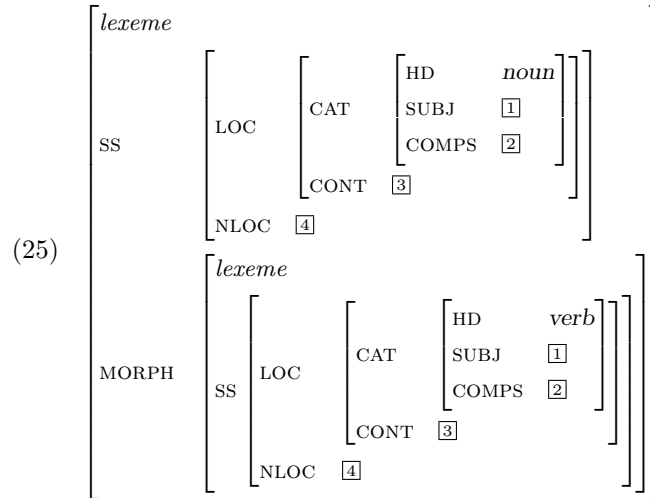 lexeme
HD noun
LOC CAT SUBJ 1
SS COMPS 2
CONT 3
NLOC 4
(25)
lexeme
HD verb
CAT SUBJ 1
LOC COMPS 2
MORPH SS
CONT 3
NLOC 4